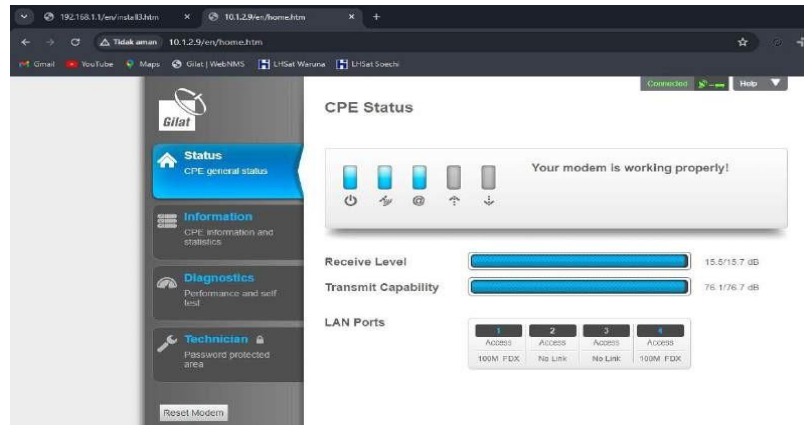 192.168.1.1/en/install3.htm
10.1.2.9/en/home.htm
Tidak aman 10.1.2.9/en/home.htm
Gmail YouTube Maps Gilat | WebNMS LHSat Waruna LHSat Soechi
Connected Help
Gilat
CPE Status
Status
CPE general status
Your modem is working properly!
Information
CPE information and
statistics
Receive Level 15.5/15.7 dB
Diagnostics
Performance and self
test
Transmit Capability 76.1/76.7 dB
LAN Ports
1 2 3 4
Access Access Access Access
100M FDX No Link No Link 100M FDX
Technician
Password protected
area
Reset Modem